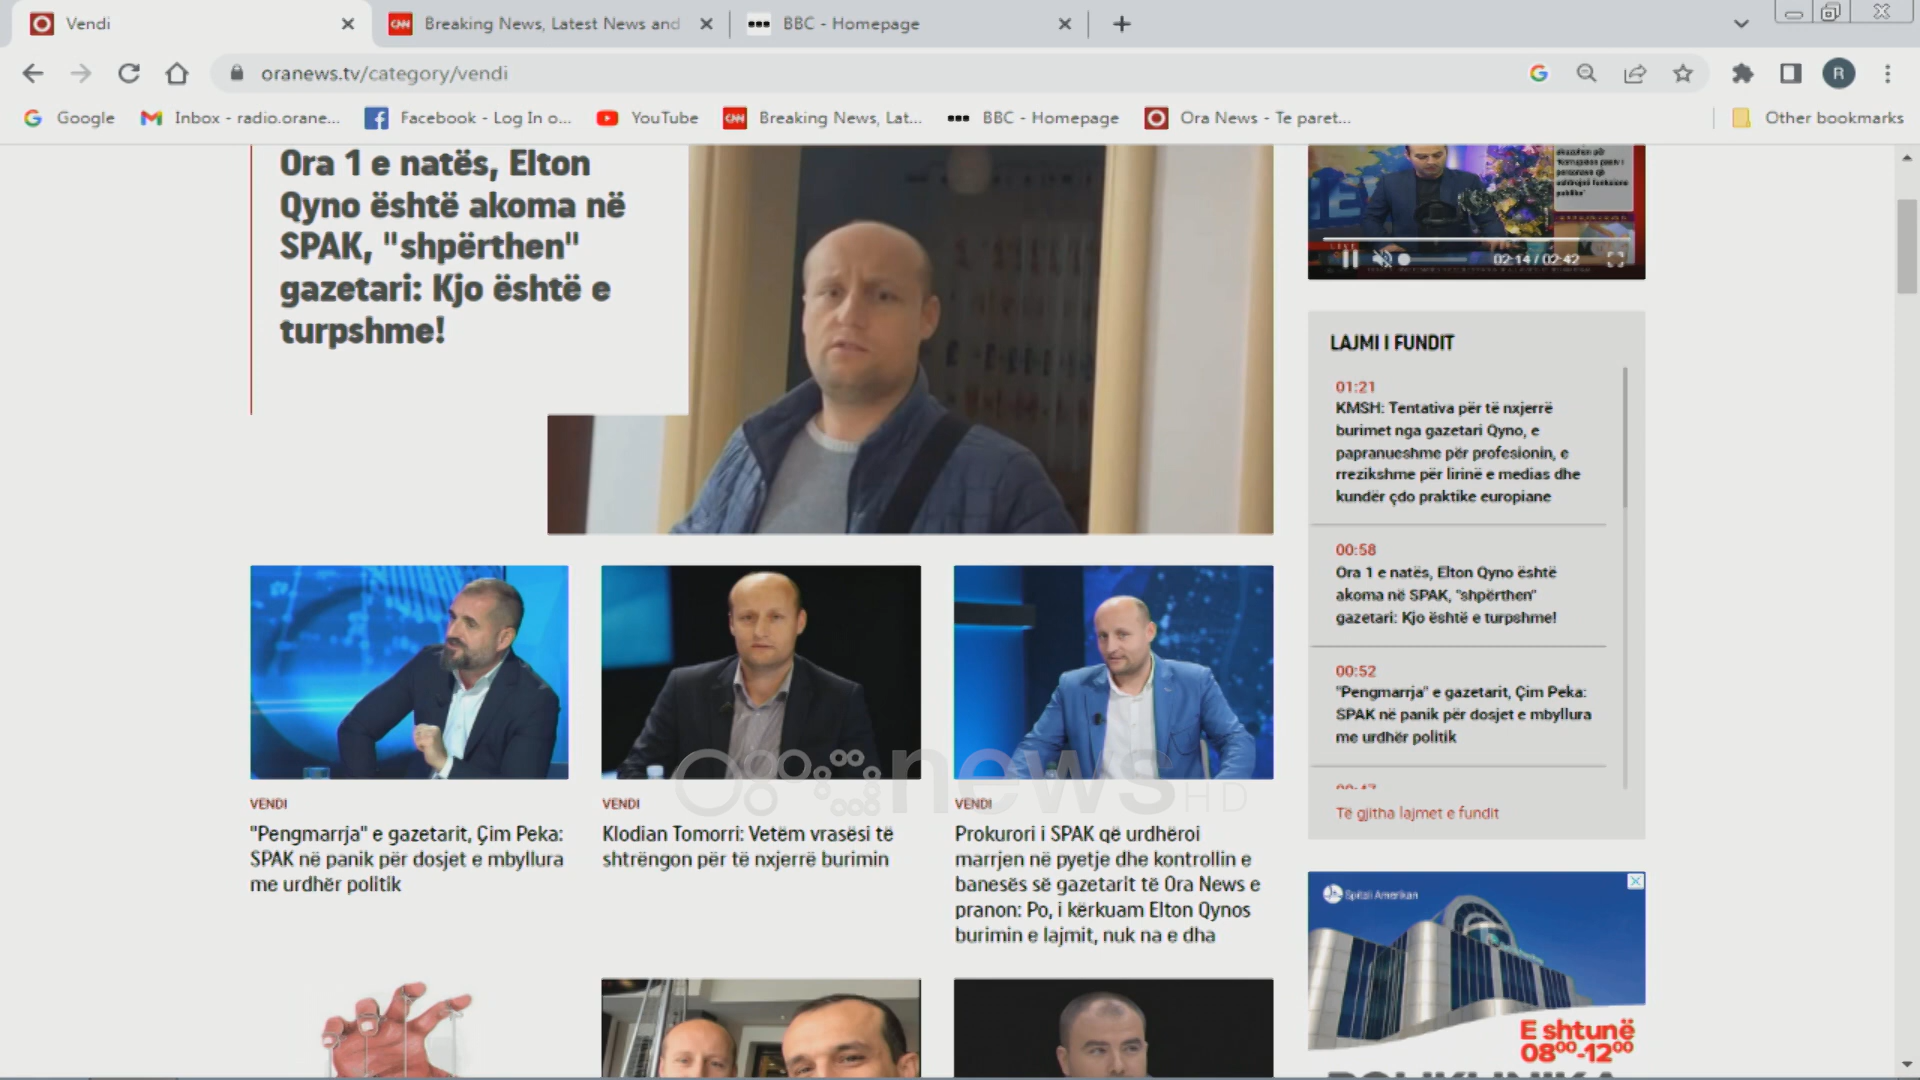 Vendi
Breaking News, Latest News and
BBC - Homepage
oranews.tv/category/vendi
R
Google
Inbox - radio.orane...
Facebook - Log In o...
YouTube
Breaking News, Lat...
BBC - Homepage
Ora News - Te paret...
Other bookmarks
Ora 1 e natës, Elton
Qyno është akoma në
SPAK, "shpërthen"
gazetari: Kjo është e
turpshme!
02:14 / 02:42
LAJMI I FUNDIT
01:21
KMSH: Tentativa për të nxjerrë
burimet nga gazetari Qyno, e
papranueshme për profesionin, e
rrezikshme për lirinë e medias dhe
kundër çdo praktike europiane
00:58
Ora 1 e natës, Elton Qyno është
akoma në SPAK, "shpërthen"
gazetari: Kjo është e turpshme!
00:52
"Pengmarrja" e gazetarit, Çim Peka:
SPAK në panik për dosjet e mbyllura
me urdhër politik
Të gjitha lajmet e fundit
VENDI
"Pengmarrja" e gazetarit, Çim Peka:
SPAK në panik për dosjet e mbyllura
me urdhër politik
VENDI
Klodian Tomorri: Vetëm vrasësi të
shtrëngon për të nxjerrë burimin
VENDI
Prokurori i SPAK që urdhëroi
marrjen në pyetje dhe kontrollin e
banesës së gazetarit të Ora News e
pranon: Po, i kërkuam Elton Qynos
burimin e lajmit, nuk na e dha
news HD
Spitali Amerikan
E shtunë
08⁰⁰-12⁰⁰